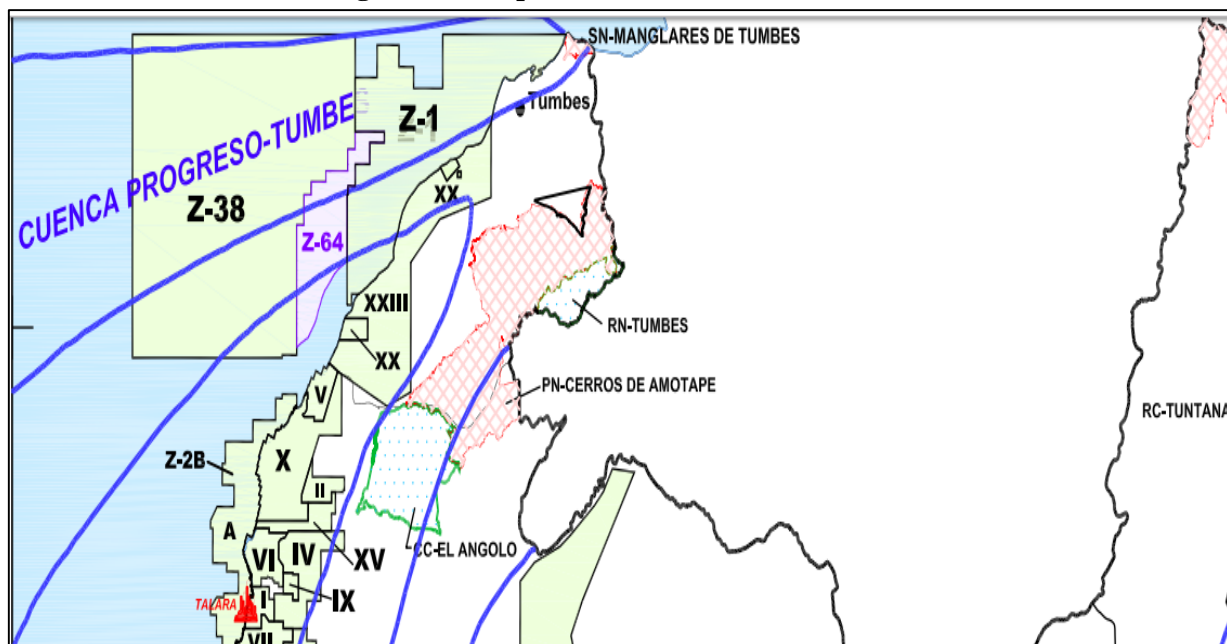 SN-MANGLARES DE TUMBES
Tumbes
Z-1
CUENCA PROGRESO-TUMBE
XX
Z-38
Z-64
XXIII
RN-TUMBES
XX
PN-CERROS DE AMOTAPE
V
RC-TUNTANA
Z-2B
X
II
A
CC-EL ANGOLO
VI
IV
XV
TALARA
I
IX
VII